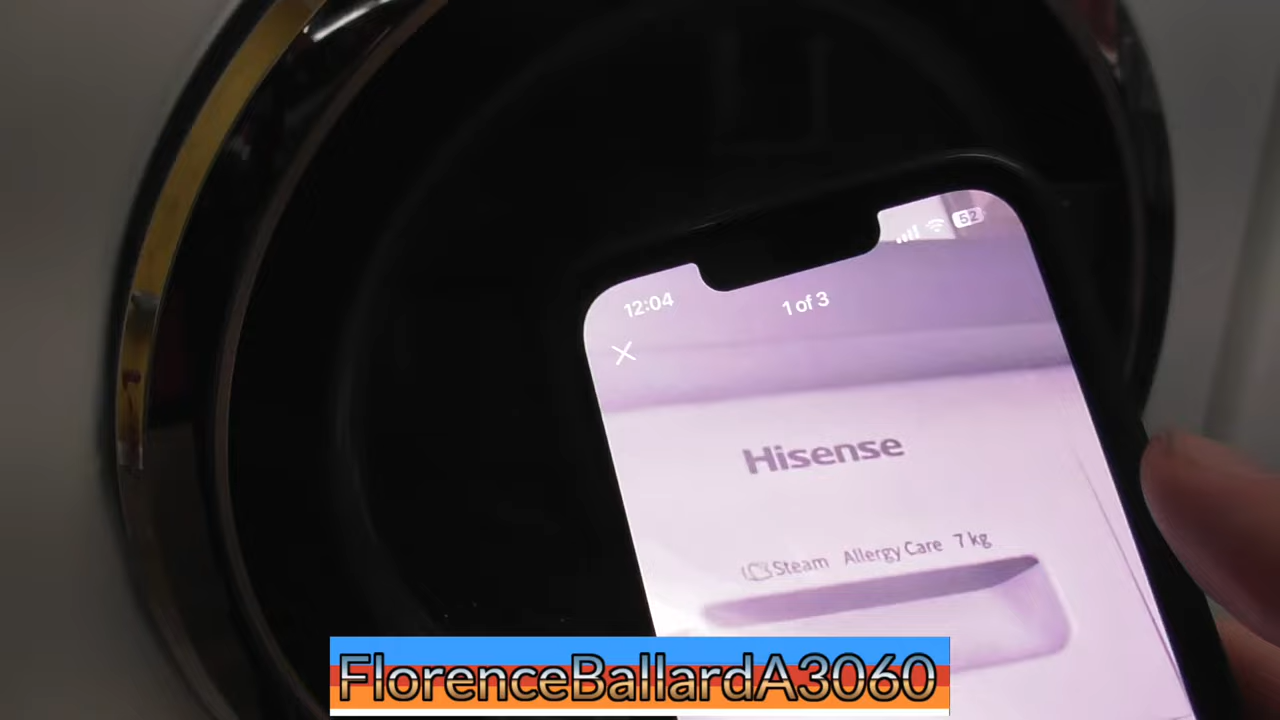 52
12:04
1 of 3
Hisense
Steam Allergy Care 7 kg
FlorenceBallardA3060